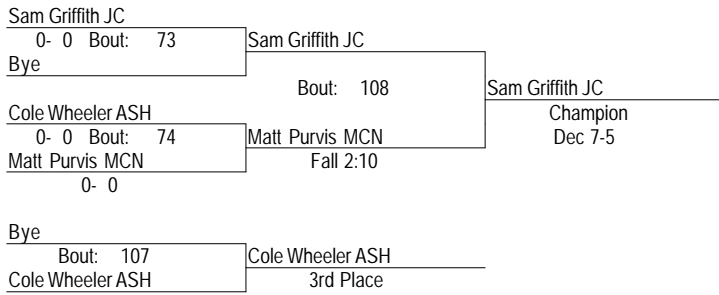 Sam Griffith JC
0- 0 Bout: 73
Sam Griffith JC
Bye
Bout: 108
Sam Griffith JC
Cole Wheeler ASH
Champion
0- 0 Bout: 74
Matt Purvis MCN
Dec 7-5
Matt Purvis MCN
Fall 2:10
0- 0
Bye
Bout: 107
Cole Wheeler ASH
Cole Wheeler ASH
3rd Place